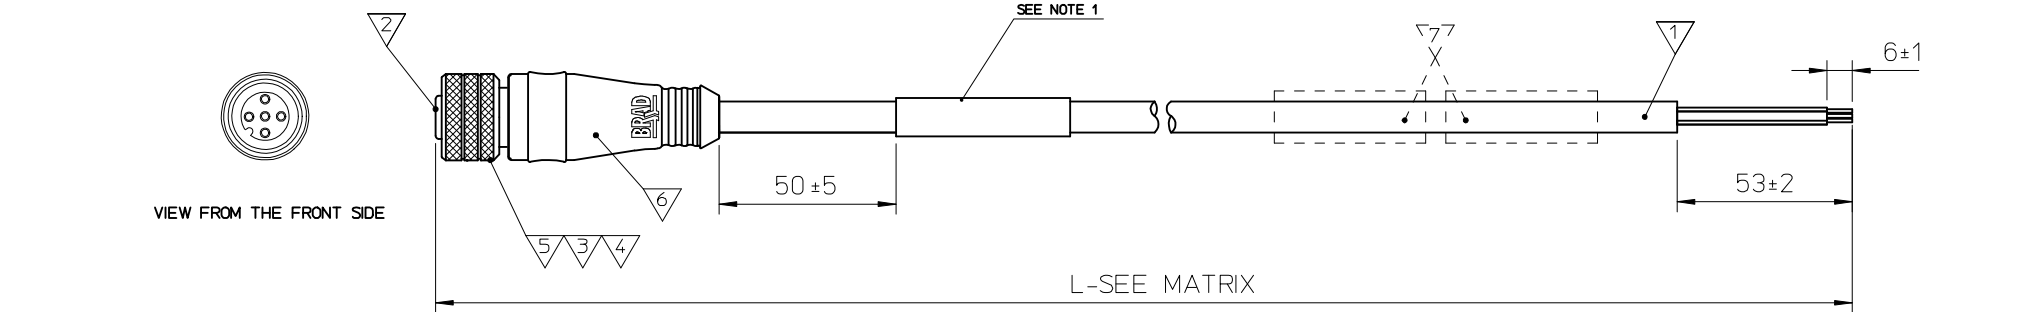 SEE NOTE 1
2
7
1
6±1
BRAD
50±5
53±2
6
VIEW FROM THE FRONT SIDE
5 3 4
L-SEE MATRIX